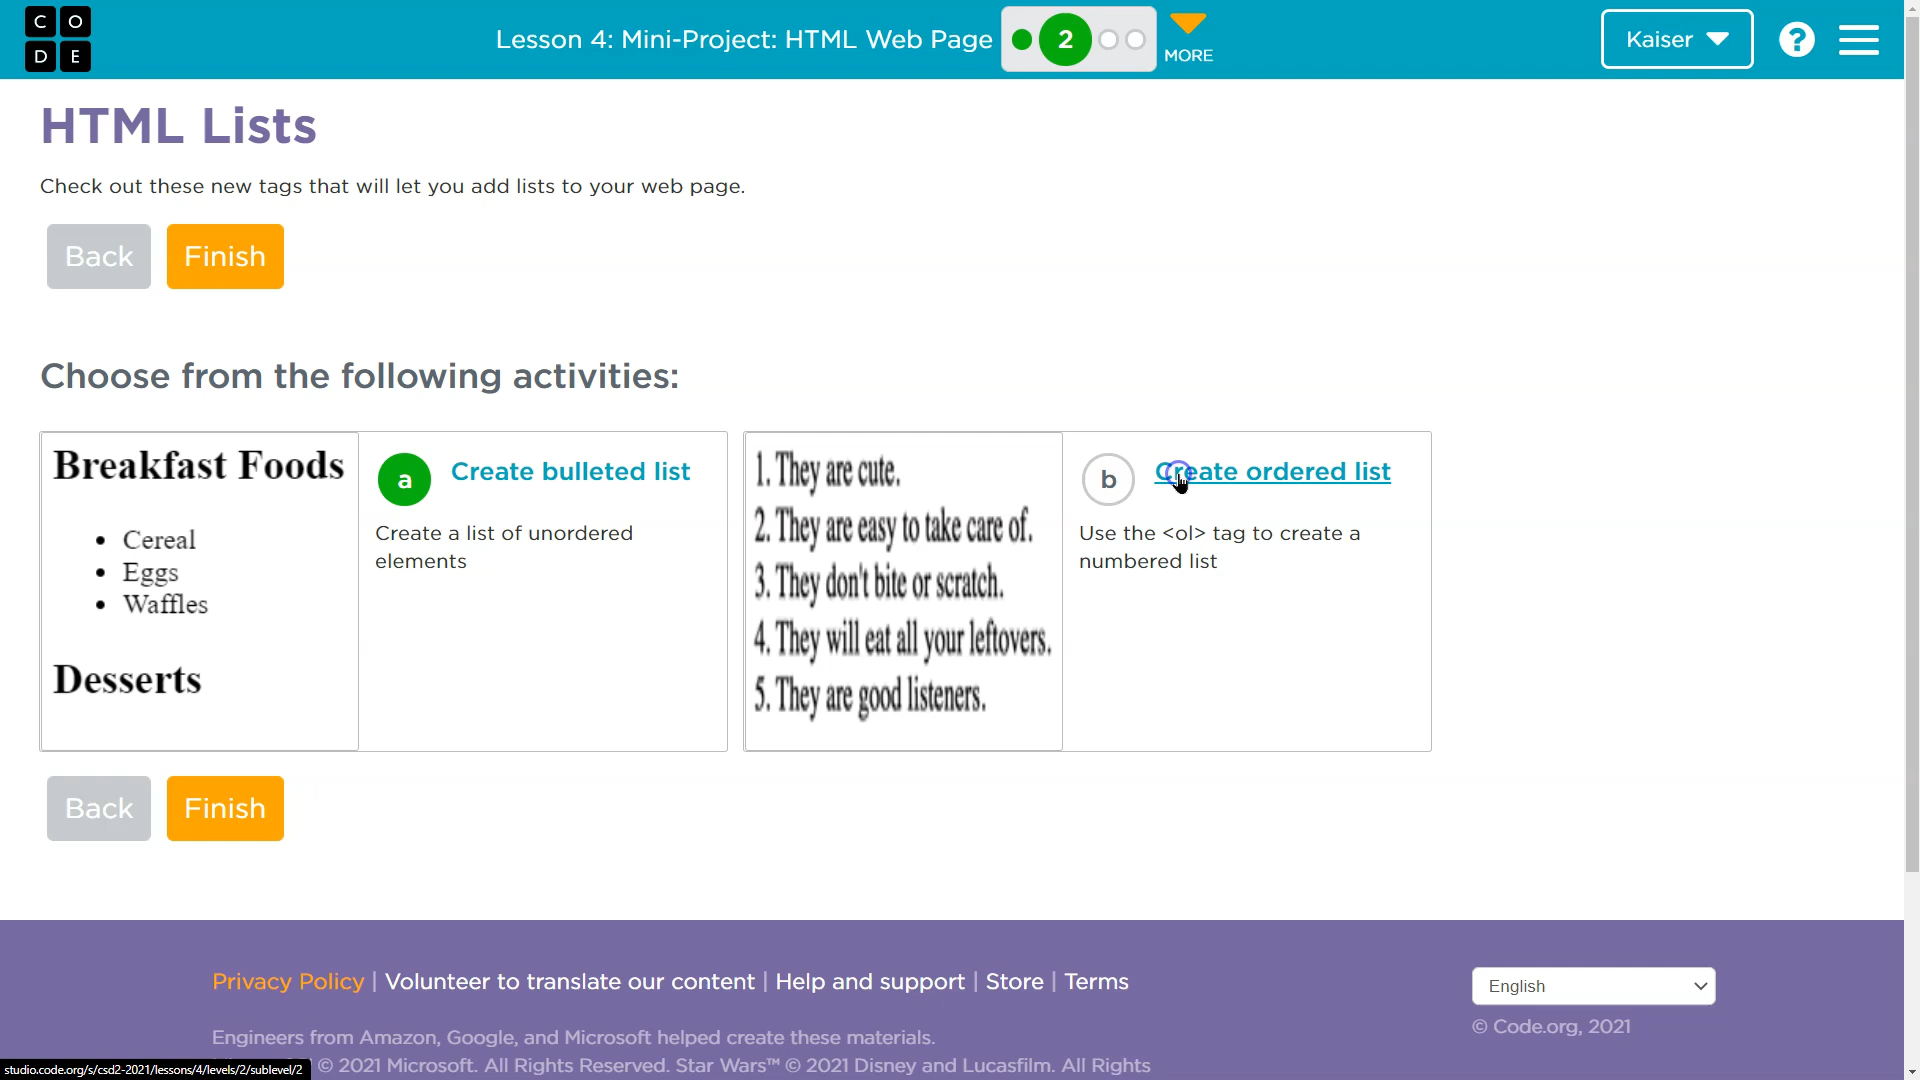 C O
D E
Lesson 4: Mini-Project: HTML Web Page
2
MORE
Kaiser
?
HTML Lists
Check out these new tags that will let you add lists to your web page.
Back
Finish
Choose from the following activities:
Breakfast Foods
• Cereal
• Eggs
• Waffles
Desserts
a
Create bulleted list
Create a list of unordered
elements
1. They are cute.
2. They are easy to take care of.
3. They don't bite or scratch.
4. They will eat all your leftovers.
5. They are good listeners.
b
Create ordered list
Use the <ol> tag to create a
numbered list
Back
Finish
Privacy Policy | Volunteer to translate our content | Help and support | Store | Terms
English
© Code.org, 2021
Engineers from Amazon, Google, and Microsoft helped create these materials.
© 2021 Microsoft. All Rights Reserved. Star Wars™ © 2021 Disney and Lucasfilm. All Rights
studio.code.org/s/csd2-2021/lessons/4/levels/2/sublevel/2